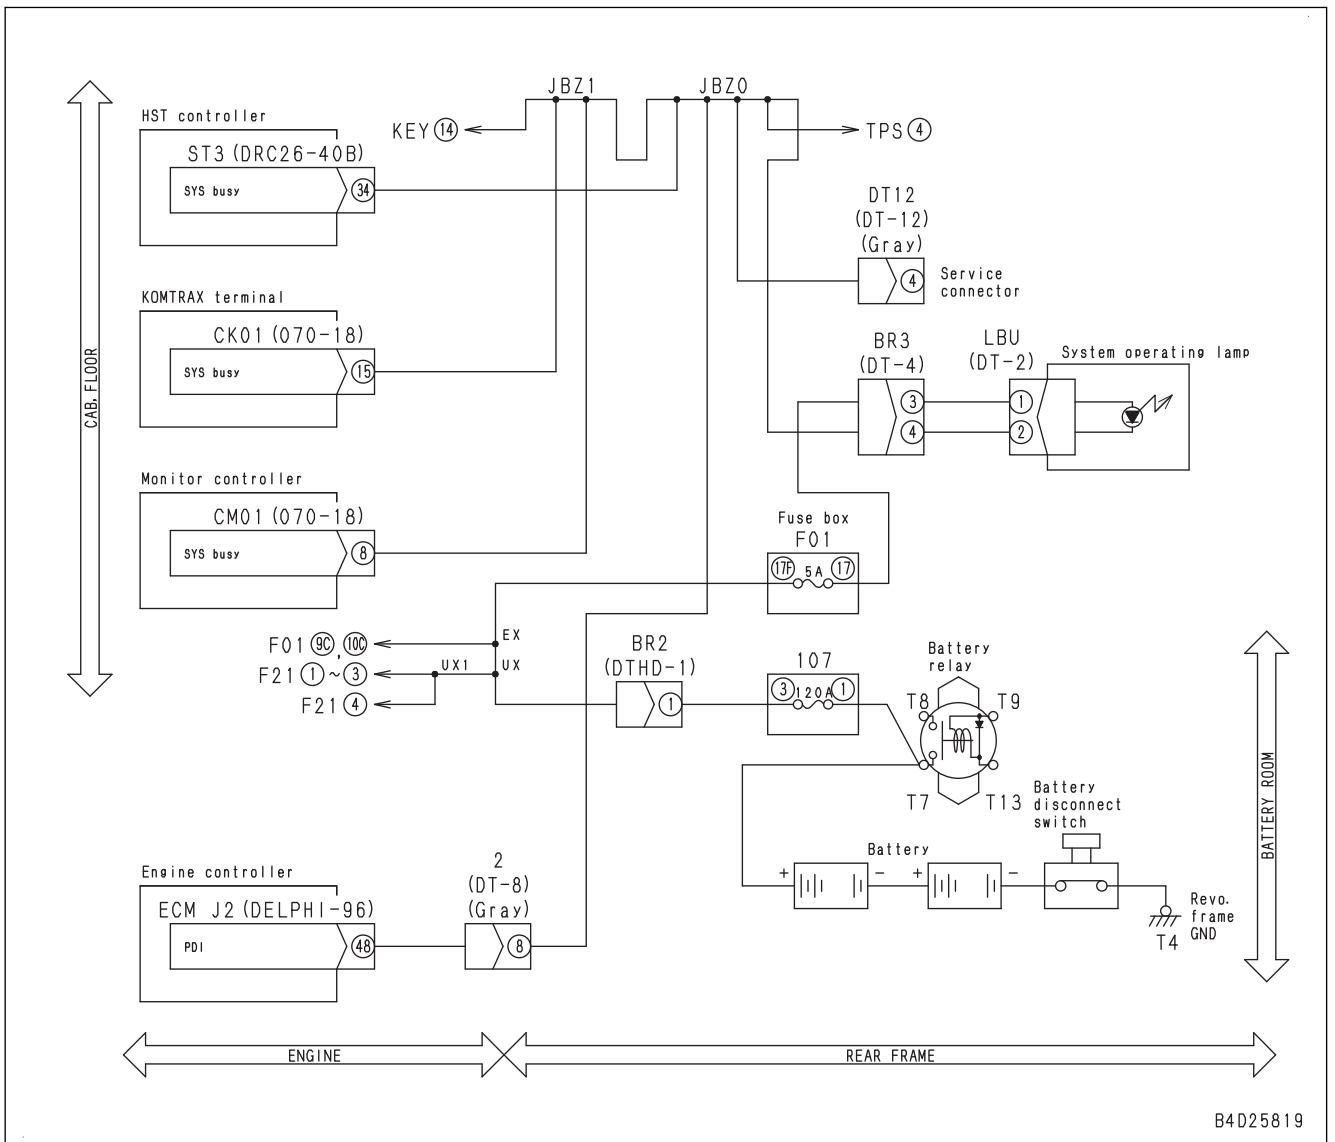 JBZ1
JBZ0
HST controller
KEY 14
TPS 4
ST3 (DRC26-40B)
SYS busy
34
DT12
(DT-12)
(Gray)
4
Service
connector
KOMTRAX terminal
CK01 (070-18)
SYS busy
15
BR3
(DT-4)
LBU
(DT-2)
System operating lamp
3
1
4
2
CAB, FLOOR
Monitor controller
CM01 (070-18)
SYS busy
8
Fuse box
F01
17F 5A 17
EX
F01 9C, 10C
UX1
UX
F21 1 ~ 3
F21 4
BR2
(DTHD-1)
1
107
3 120A 1
Battery
relay
T8
T9
T7
T13
Battery
disconnect
switch
BATTERY ROOM
Battery
+ - + -
Revo.
frame
GND
T4
Engine controller
ECM J2 (DELPHI-96)
PDI
48
2
(DT-8)
(Gray)
8
ENGINE
REAR FRAME
B4D25819